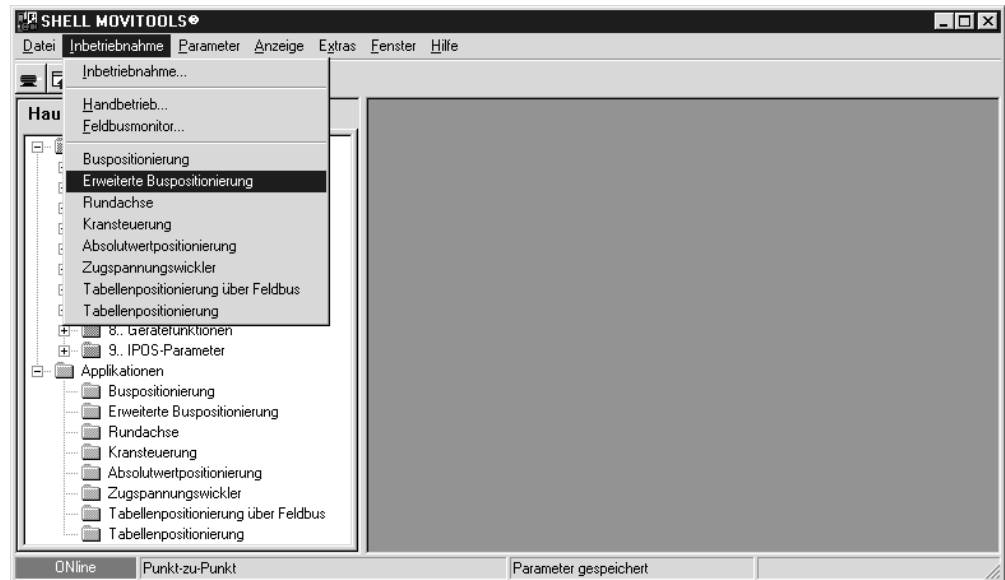 SHELL MOVITOOLS®
Datei Inbetriebnahme Parameter Anzeige Extras Fenster Hilfe
Inbetriebnahme...
Handbetrieb...
Feldbusmonitor...
Buspositionierung
Erweiterte Buspositionierung
Rundachse
Kransteuerung
Absolutwertpositionierung
Zugspannungswickler
Tabellenpositionierung über Feldbus
Tabellenpositionierung
Hau
8.. Gerätefunktionen
9.. IPOS-Parameter
Applikationen
Buspositionierung
Erweiterte Buspositionierung
Rundachse
Kransteuerung
Absolutwertpositionierung
Zugspannungswickler
Tabellenpositionierung über Feldbus
Tabellenpositionierung
ONline Punkt-zu-Punkt Parameter gespeichert